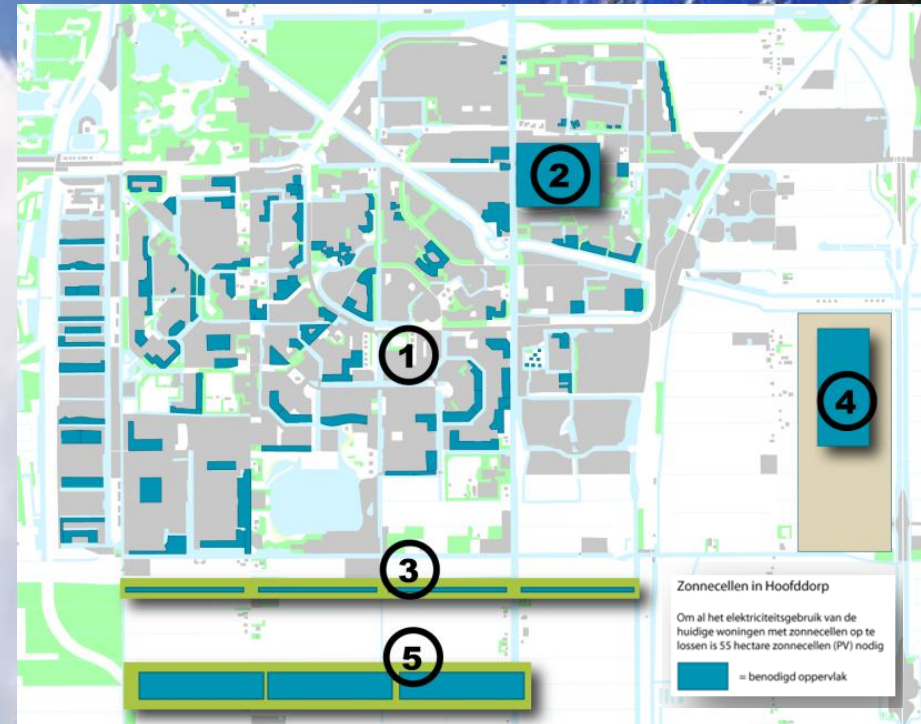 2
1
4
3
5
Zonnecellen in Hoofddorp
Om al het elektriciteitsgebruik van de
huidige woningen met zonnecellen op te
lossen is 55 hectare zonnecellen (PV) nodig
= benodigd oppervlak